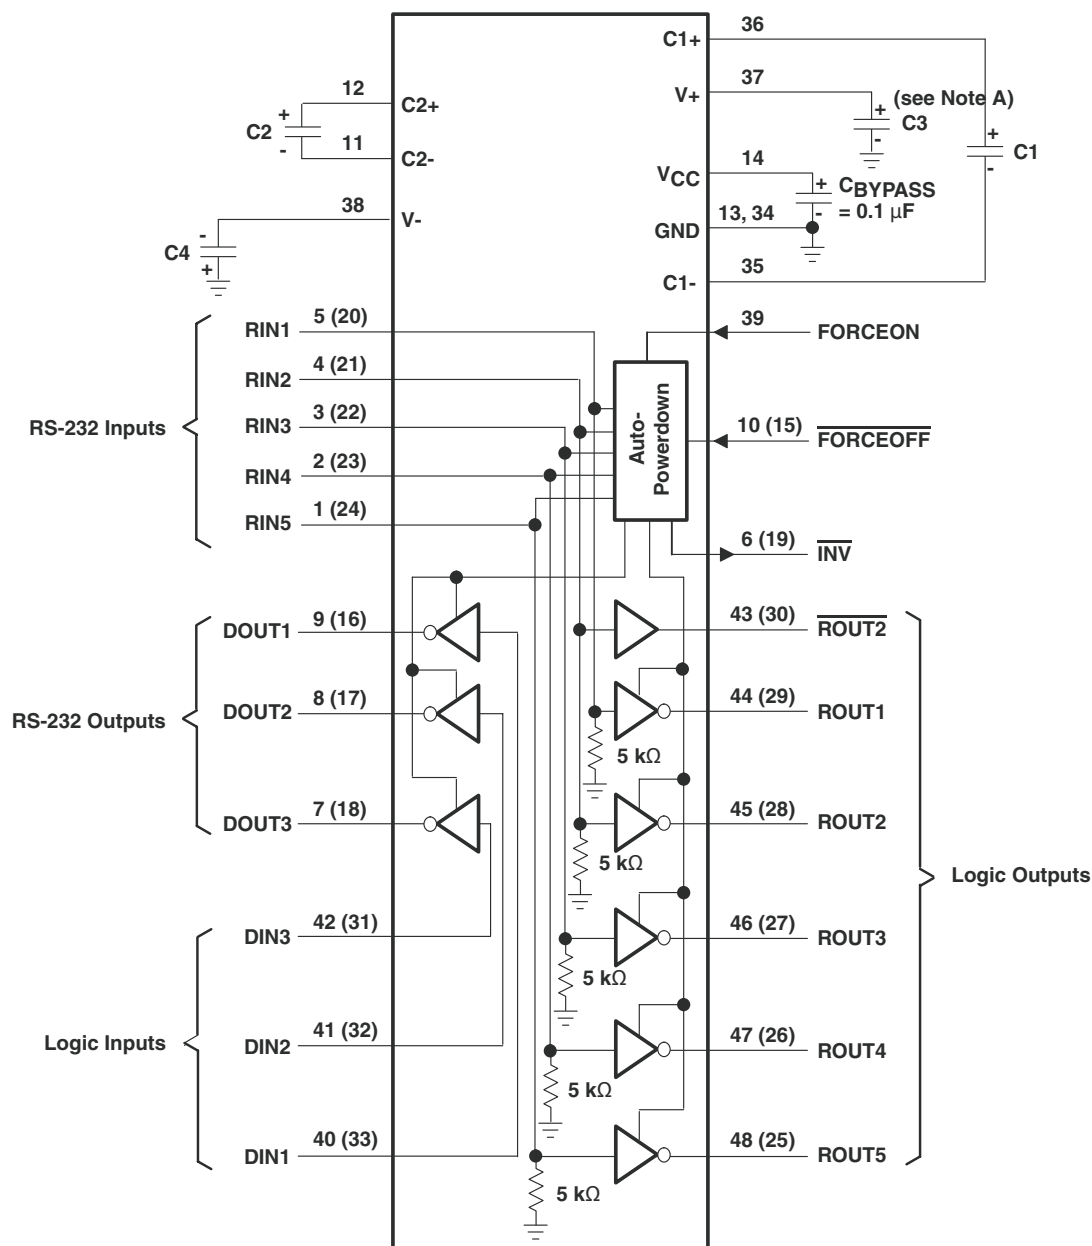 36
C1+
37
V+
(see Note A)
+
-
C3
+
-
C1
12
C2+
C2
+
-
11
C2-
14
VCC
+
-
CBYPASS
= 0.1 µF
38
V-
13, 34
GND
-
C4
+
35
C1-
RS-232 Inputs
RIN1
5 (20)
RIN2
4 (21)
RIN3
3 (22)
RIN4
2 (23)
RIN5
1 (24)
39
FORCEON
Auto-
Powerdown
10 (15)
FORCEOFF
6 (19)
INV
RS-232 Outputs
DOUT1
9 (16)
DOUT2
8 (17)
DOUT3
7 (18)
43 (30)
ROUT2
44 (29)
ROUT1
5 kΩ
45 (28)
ROUT2
5 kΩ
46 (27)
ROUT3
5 kΩ
47 (26)
ROUT4
5 kΩ
48 (25)
ROUT5
5 kΩ
Logic Outputs
Logic Inputs
DIN3
42 (31)
DIN2
41 (32)
DIN1
40 (33)